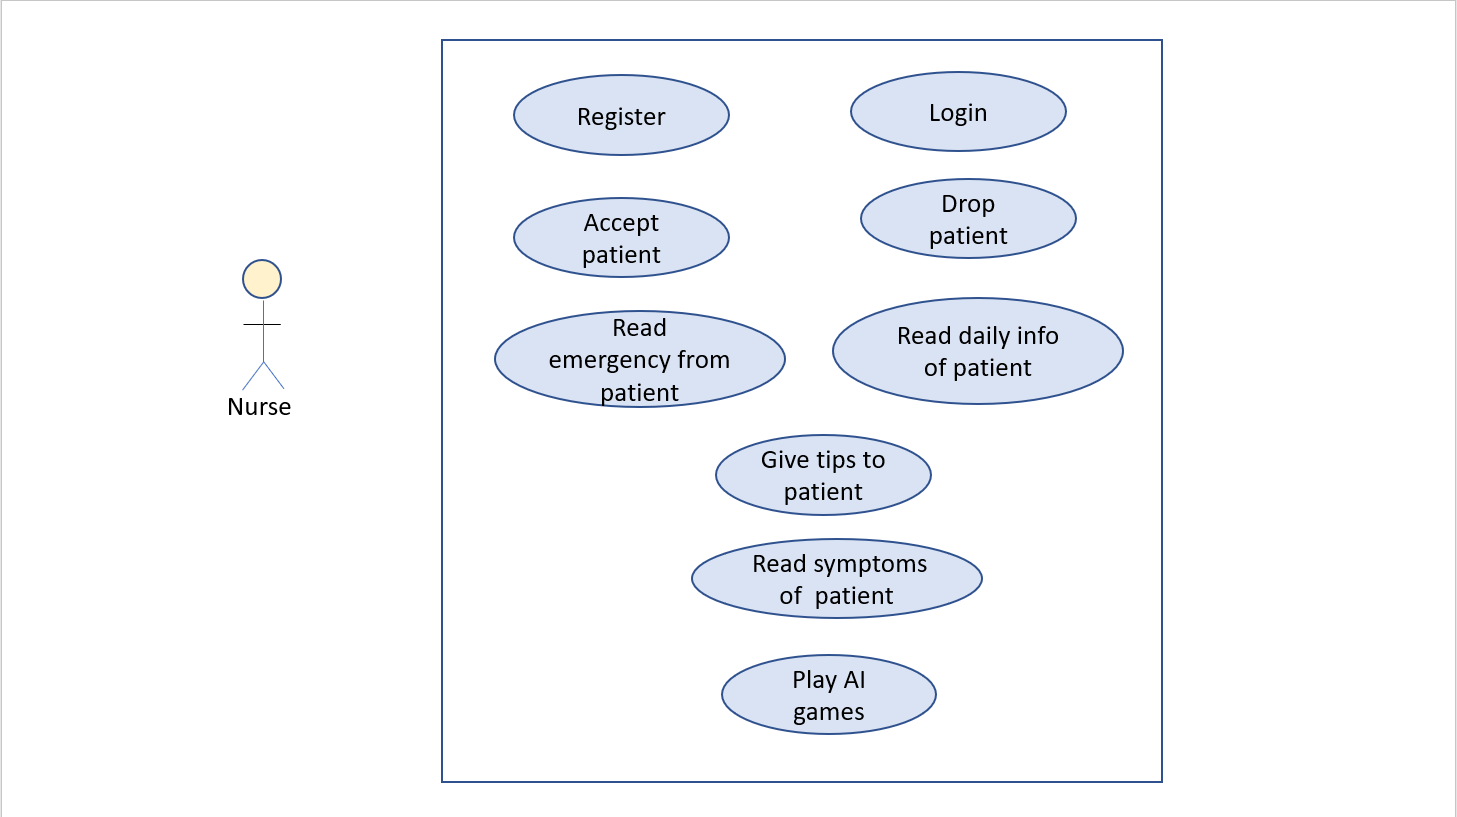 Register
Login
Accept
patient
Drop
patient
Read
emergency from
patient
Read daily info
of patient
Nurse
Give tips to
patient
Read symptoms
of  patient
Play AI
games